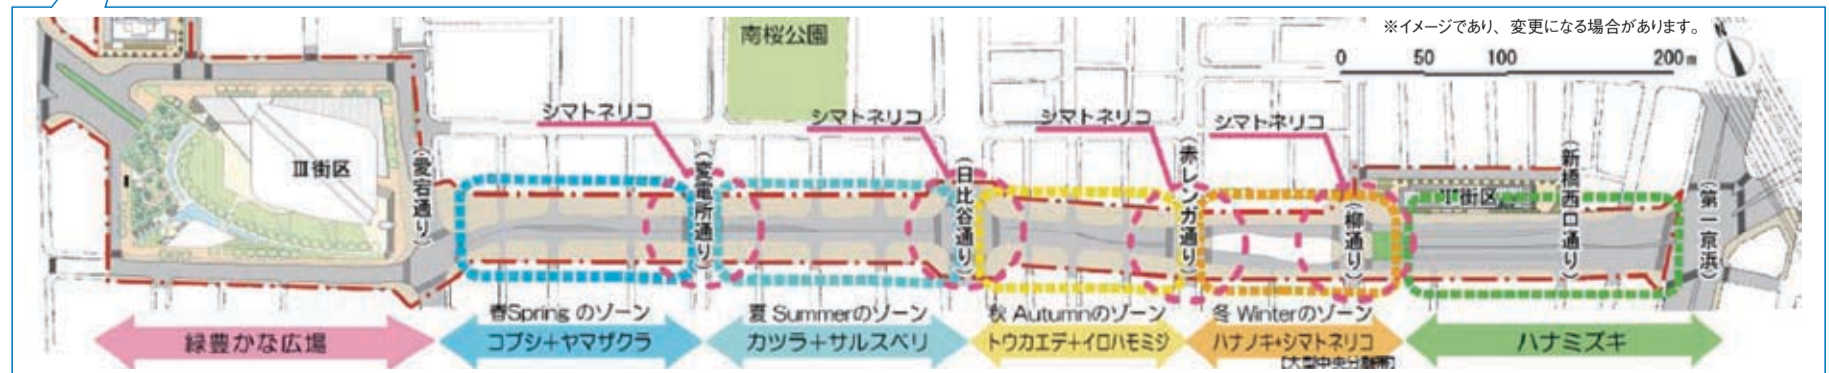 ※イメージであり、変更になる場合があります。
南桜公園
0 50 100 200m
N
シマトネリコ
シマトネリコ
シマトネリコ
シマトネリコ
Ⅲ街区
(愛宕通り)
(変電所通り)
(日比谷通り)
(赤レンガ通り)
(柳通り)
Ⅰ街区
(新橋西口通り)
(第一京浜)
春Spring のゾーン
夏 Summerのゾーン
秋 Autumnのゾーン
冬 Winterのゾーン
緑豊かな広場
コブシ+ヤマザクラ
カツラ+サルスベリ
トウカエデ+イロハモミジ
ハナノキ+シマトネリコ
[大型中央分離帯]
ハナミズキ